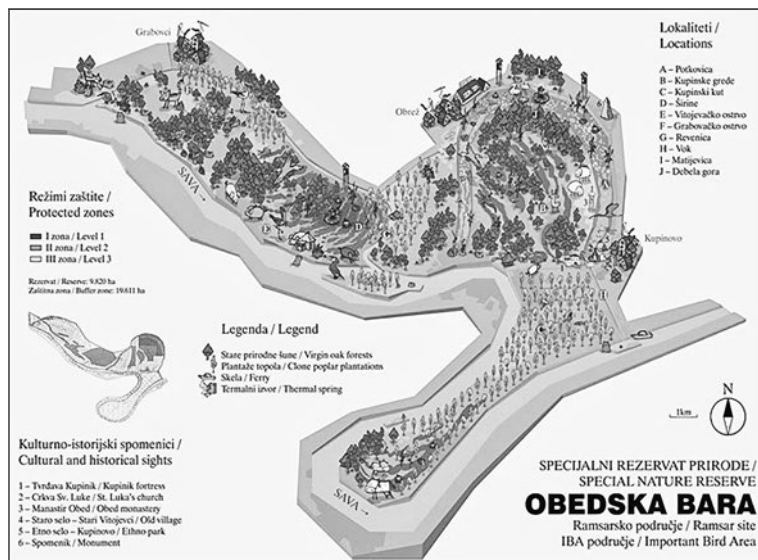 Grabovci
Obrež
Kupinovo
SAVA
SAVA
Lokaliteti /
Locations
A – Potkovica
B – Kupinske grede
C – Kupinski kut
D – Širine
E – Vitojevačko ostrvo
F – Grabovačko ostrvo
G – Revenica
H – Vok
I – Matijevica
J – Debela gora
Režimi zaštite /
Protected zones
I zona / Level 1
II zona / Level 2
III zona / Level 3
Rezervat / Reserve: 9.820 ha
Zaštitna zona / Buffer zone: 19.611 ha
Legenda / Legend
Stare prirodne šume / Virgin oak forests
Plantaže topola / Clone poplar plantations
Skela / Ferry
Termalni izvor / Thermal spring
Kulturno-istorijski spomenici /
Cultural and historical sights
1 – Tvrđava Kupinik / Kupinik fortress
2 – Crkva Sv. Luke / St. Luka's church
3 – Manastir Obed / Obed monastery
4 – Staro selo – Stari Vitojevci / Old village
5 – Etno selo – Kupinovo / Ethno park
6 – Spomenik / Monument
N
1km
SPECIJALNI REZERVAT PRIRODE /
SPECIAL NATURE RESERVE
OBEDSKA BARA
Ramsarsko područje / Ramsar site
IBA područje / Important Bird Area